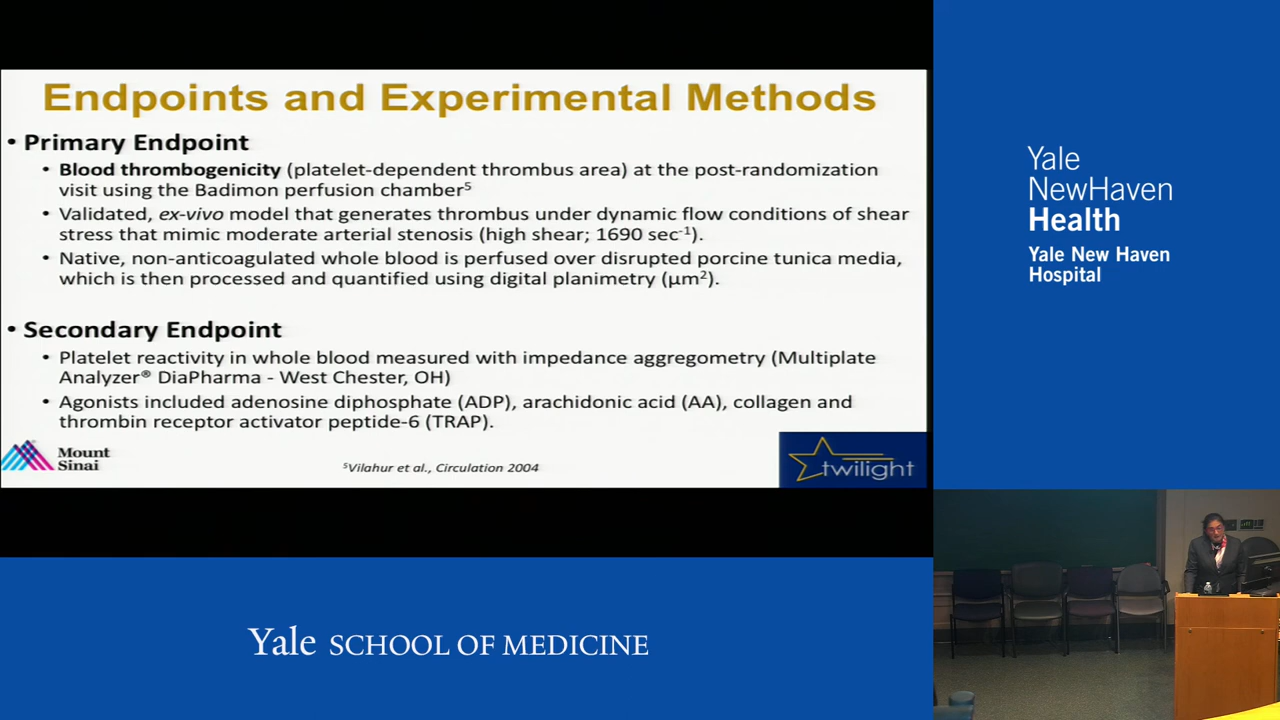 Endpoints and Experimental Methods
• Primary Endpoint
• Blood thrombogenicity (platelet-dependent thrombus area) at the post-randomization
visit using the Badimon perfusion chamber⁵
• Validated, ex-vivo model that generates thrombus under dynamic flow conditions of shear
stress that mimic moderate arterial stenosis (high shear; 1690 sec⁻¹).
• Native, non-anticoagulated whole blood is perfused over disrupted porcine tunica media,
which is then processed and quantified using digital planimetry (µm²).
• Secondary Endpoint
• Platelet reactivity in whole blood measured with impedance aggregometry (Multiplate
Analyzer® DiaPharma - West Chester, OH)
• Agonists included adenosine diphosphate (ADP), arachidonic acid (AA), collagen and
thrombin receptor activator peptide-6 (TRAP).
Mount
Sinai
⁵Vilahur et al., Circulation 2004
twilight
Yale
NewHaven
Health
Yale New Haven
Hospital
Yale SCHOOL OF MEDICINE